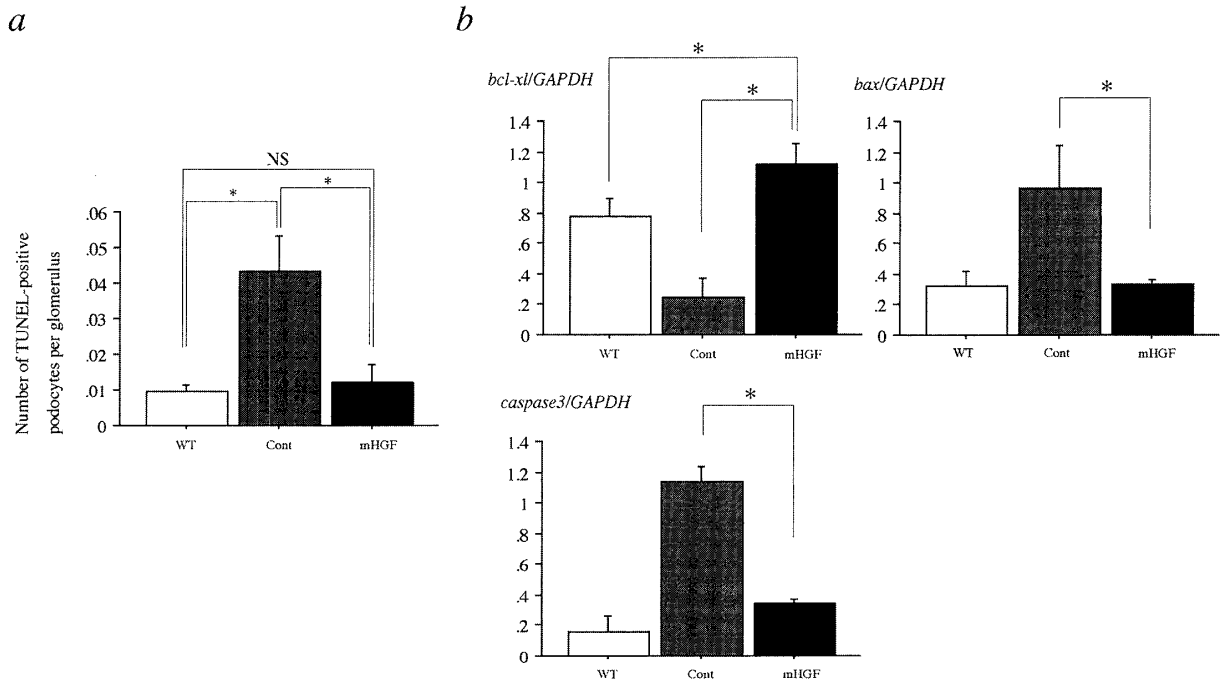 a
b
NS
*
*
Number of TUNEL-positive
podocytes per glomerulus
.06
.05
.04
.03
.02
.01
0
WT
Cont
mHGF
bcl-xl/GAPDH
*
*
1.4
1.2
1
.8
.6
.4
.2
0
WT
Cont
mHGF
bax/GAPDH
*
1.4
1.2
1
.8
.6
.4
.2
0
WT
Cont
mHGF
caspase3/GAPDH
*
1.4
1.2
1
.8
.6
.4
.2
0
WT
Cont
mHGF